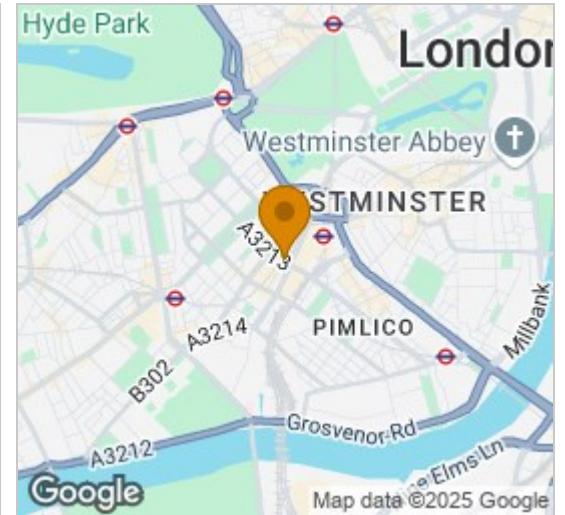 Hyde Park
London
Westminster Abbey
WESTMINSTER
A3213
PIMLICO
A3214
Millbank
B302
Grosvenor Rd
A3212
Nine Elms Ln
Google
Map data ©2025 Google